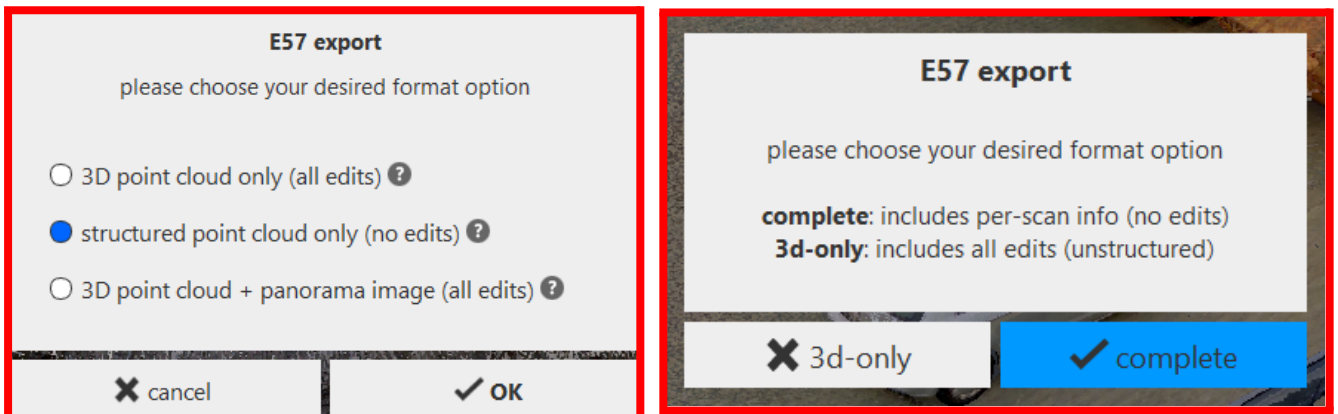 E57 export
please choose your desired format option
3D point cloud only (all edits) ?
structured point cloud only (no edits) ?
3D point cloud + panorama image (all edits) ?
✖ cancel
✔ OK
E57 export
please choose your desired format option
complete: includes per-scan info (no edits)
3d-only: includes all edits (unstructured)
✖ 3d-only
✔ complete